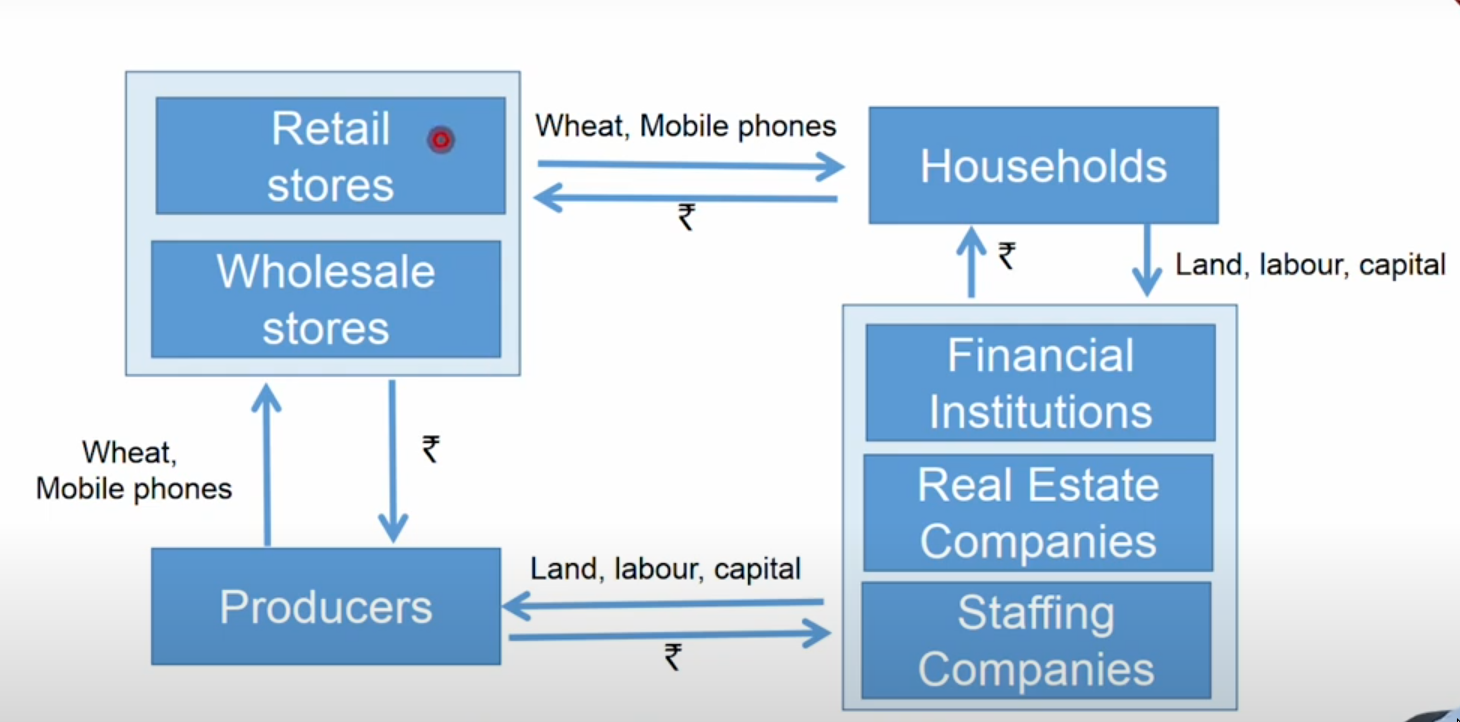 Retail
stores
Wheat, Mobile phones
₹
Households
Wholesale
stores
₹
Land, labour, capital
Financial
Institutions
Wheat,
Mobile phones
₹
Real Estate
Companies
Land, labour, capital
Producers
₹
Staffing
Companies